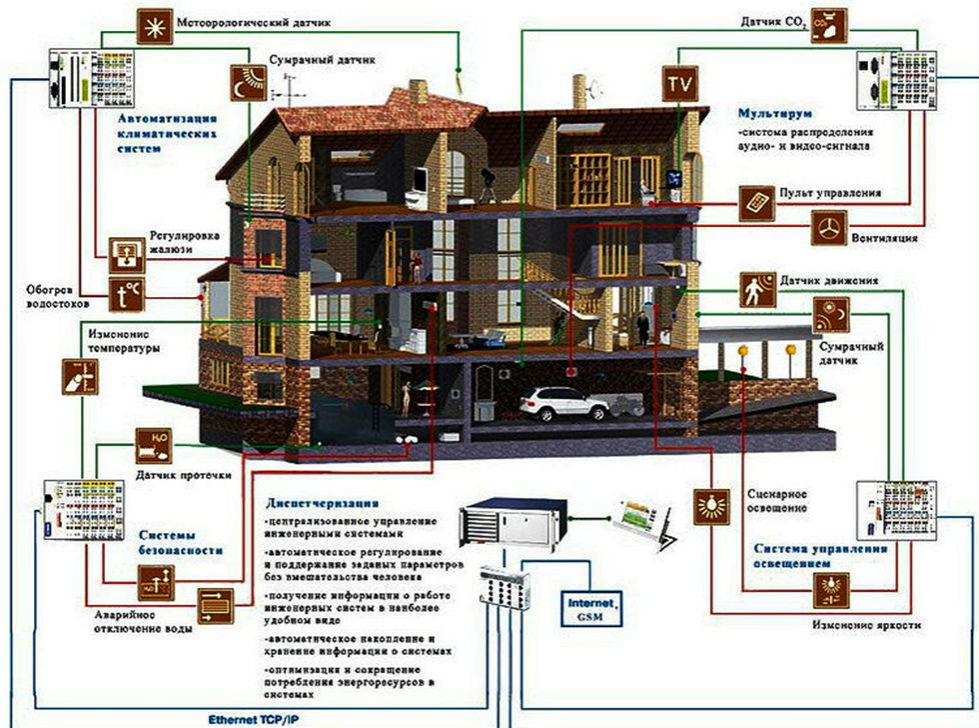 Метеорологический датчик
Датчик CO₂
Сумрачный датчик
TV
Автоматизация
климатических
систем
Мультирум
-система распределения
аудио- и видео-сигнала
Пульт управления
Вентиляция
Регулировка
жалюзи
Обогрев
водостоков
t°C
Датчик движения
Изменение
температуры
Сумрачный
датчик
H₂O
Датчик протечки
Диспетчеризация
-централизованное управление
инженерными системами
-автоматическое регулирование
и поддержание заданых параметров
без вмешательства человека
-получение информации о работе
инженерных систем в наиболее
удобном виде
-автоматическое накопление и
хранение информации о системах
-оптимизация и сокращение
потребления энергоресурсов в
системах
Сценарное
освещение
Системы
безопасности
Система управления
освещением
Аварийное
отключение воды
Internet,
GSM
Изменение яркости
Ethernet TCP/IP